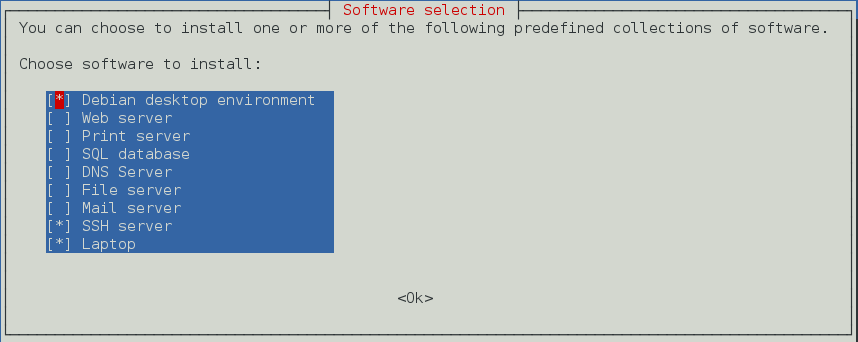 Software selection
You can choose to install one or more of the following predefined collections of software.
Choose software to install:
[*] Debian desktop environment
[ ] Web server
[ ] Print server
[ ] SQL database
[ ] DNS Server
[ ] File server
[ ] Mail server
[*] SSH server
[*] Laptop
<Ok>